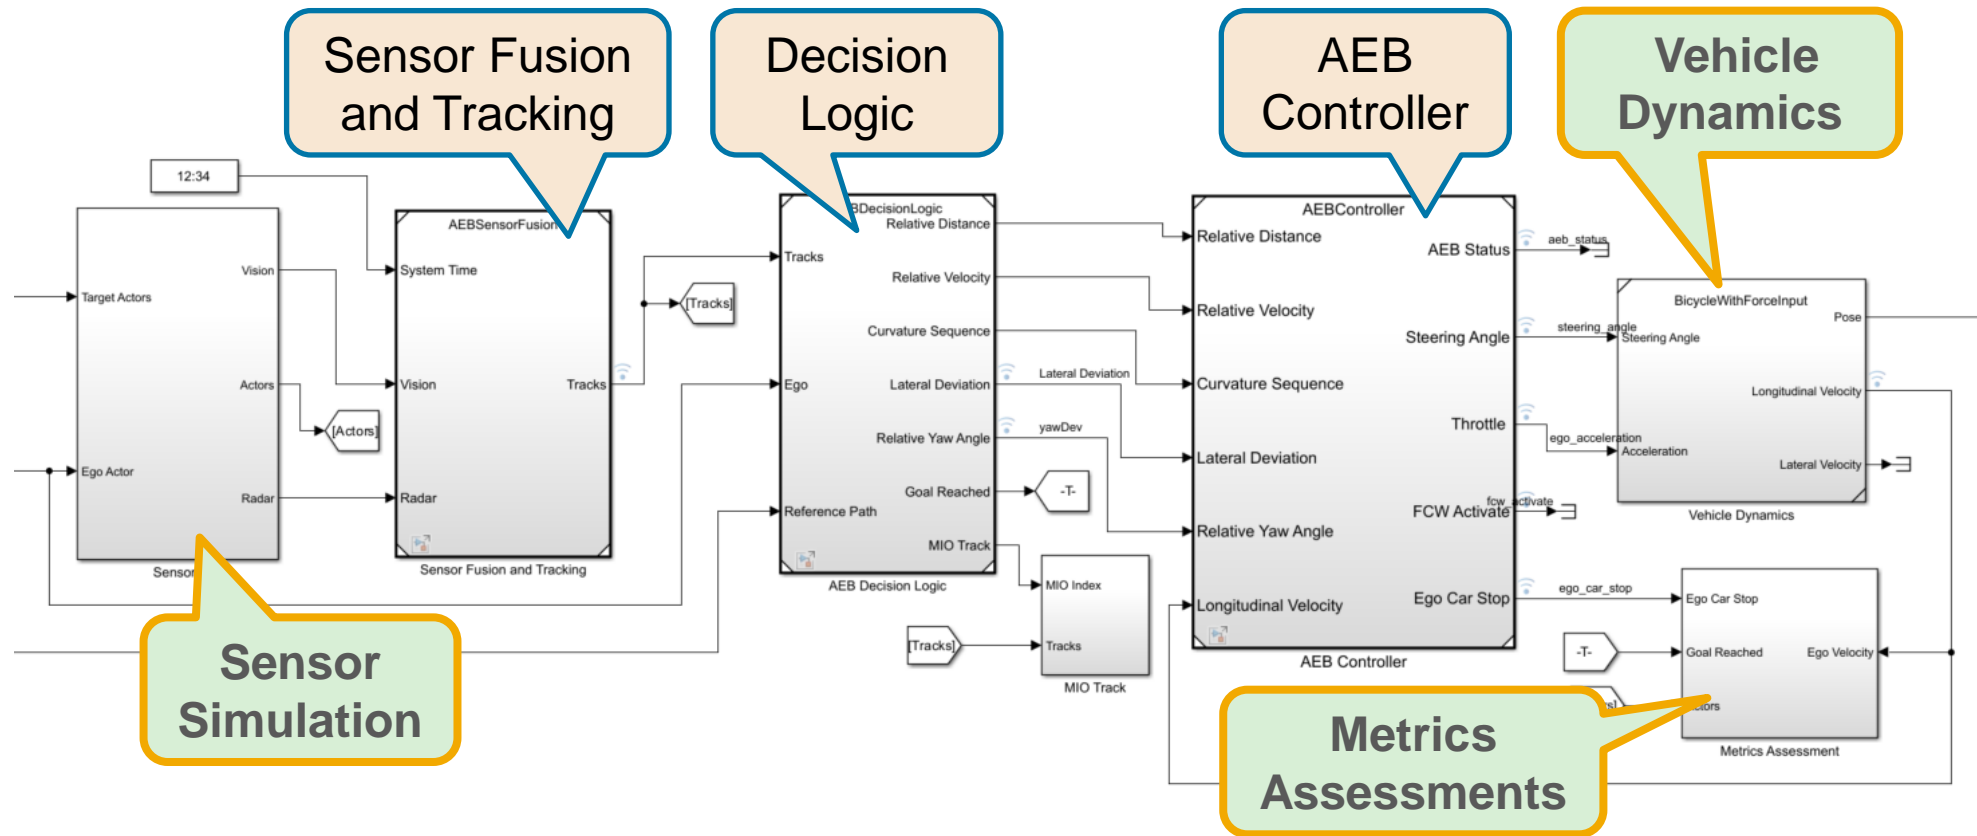 Sensor Fusion
and Tracking
Decision
Logic
AEB
Controller
Vehicle
Dynamics
12:34
Target Actors
Ego Actor
Vision
Actors
Radar
Sensor
[Actors]
AEBSensorFusion
System Time
Vision
Radar
Tracks
Sensor Fusion and Tracking
[Tracks]
BDecisionLogic
Tracks
Ego
Reference Path
Relative Distance
Relative Velocity
Curvature Sequence
Lateral Deviation
Relative Yaw Angle
Goal Reached
MIO Track
AEB Decision Logic
Lateral Deviation
yawDev
-T-
[Tracks]
MIO Index
Tracks
MIO Track
AEBController
Relative Distance
Relative Velocity
Curvature Sequence
Lateral Deviation
Relative Yaw Angle
Longitudinal Velocity
AEB Status
Steering Angle
Throttle
FCW Activate
Ego Car Stop
AEB Controller
aeb_status
steering_angle
ego_acceleration
fcw_activate
ego_car_stop
BicycleWithForceInput
Steering Angle
Acceleration
Pose
Longitudinal Velocity
Lateral Velocity
Vehicle Dynamics
-T-
Ego Car Stop
Goal Reached
Ego Velocity
Metrics Assessment
Sensor
Simulation
Metrics
Assessments